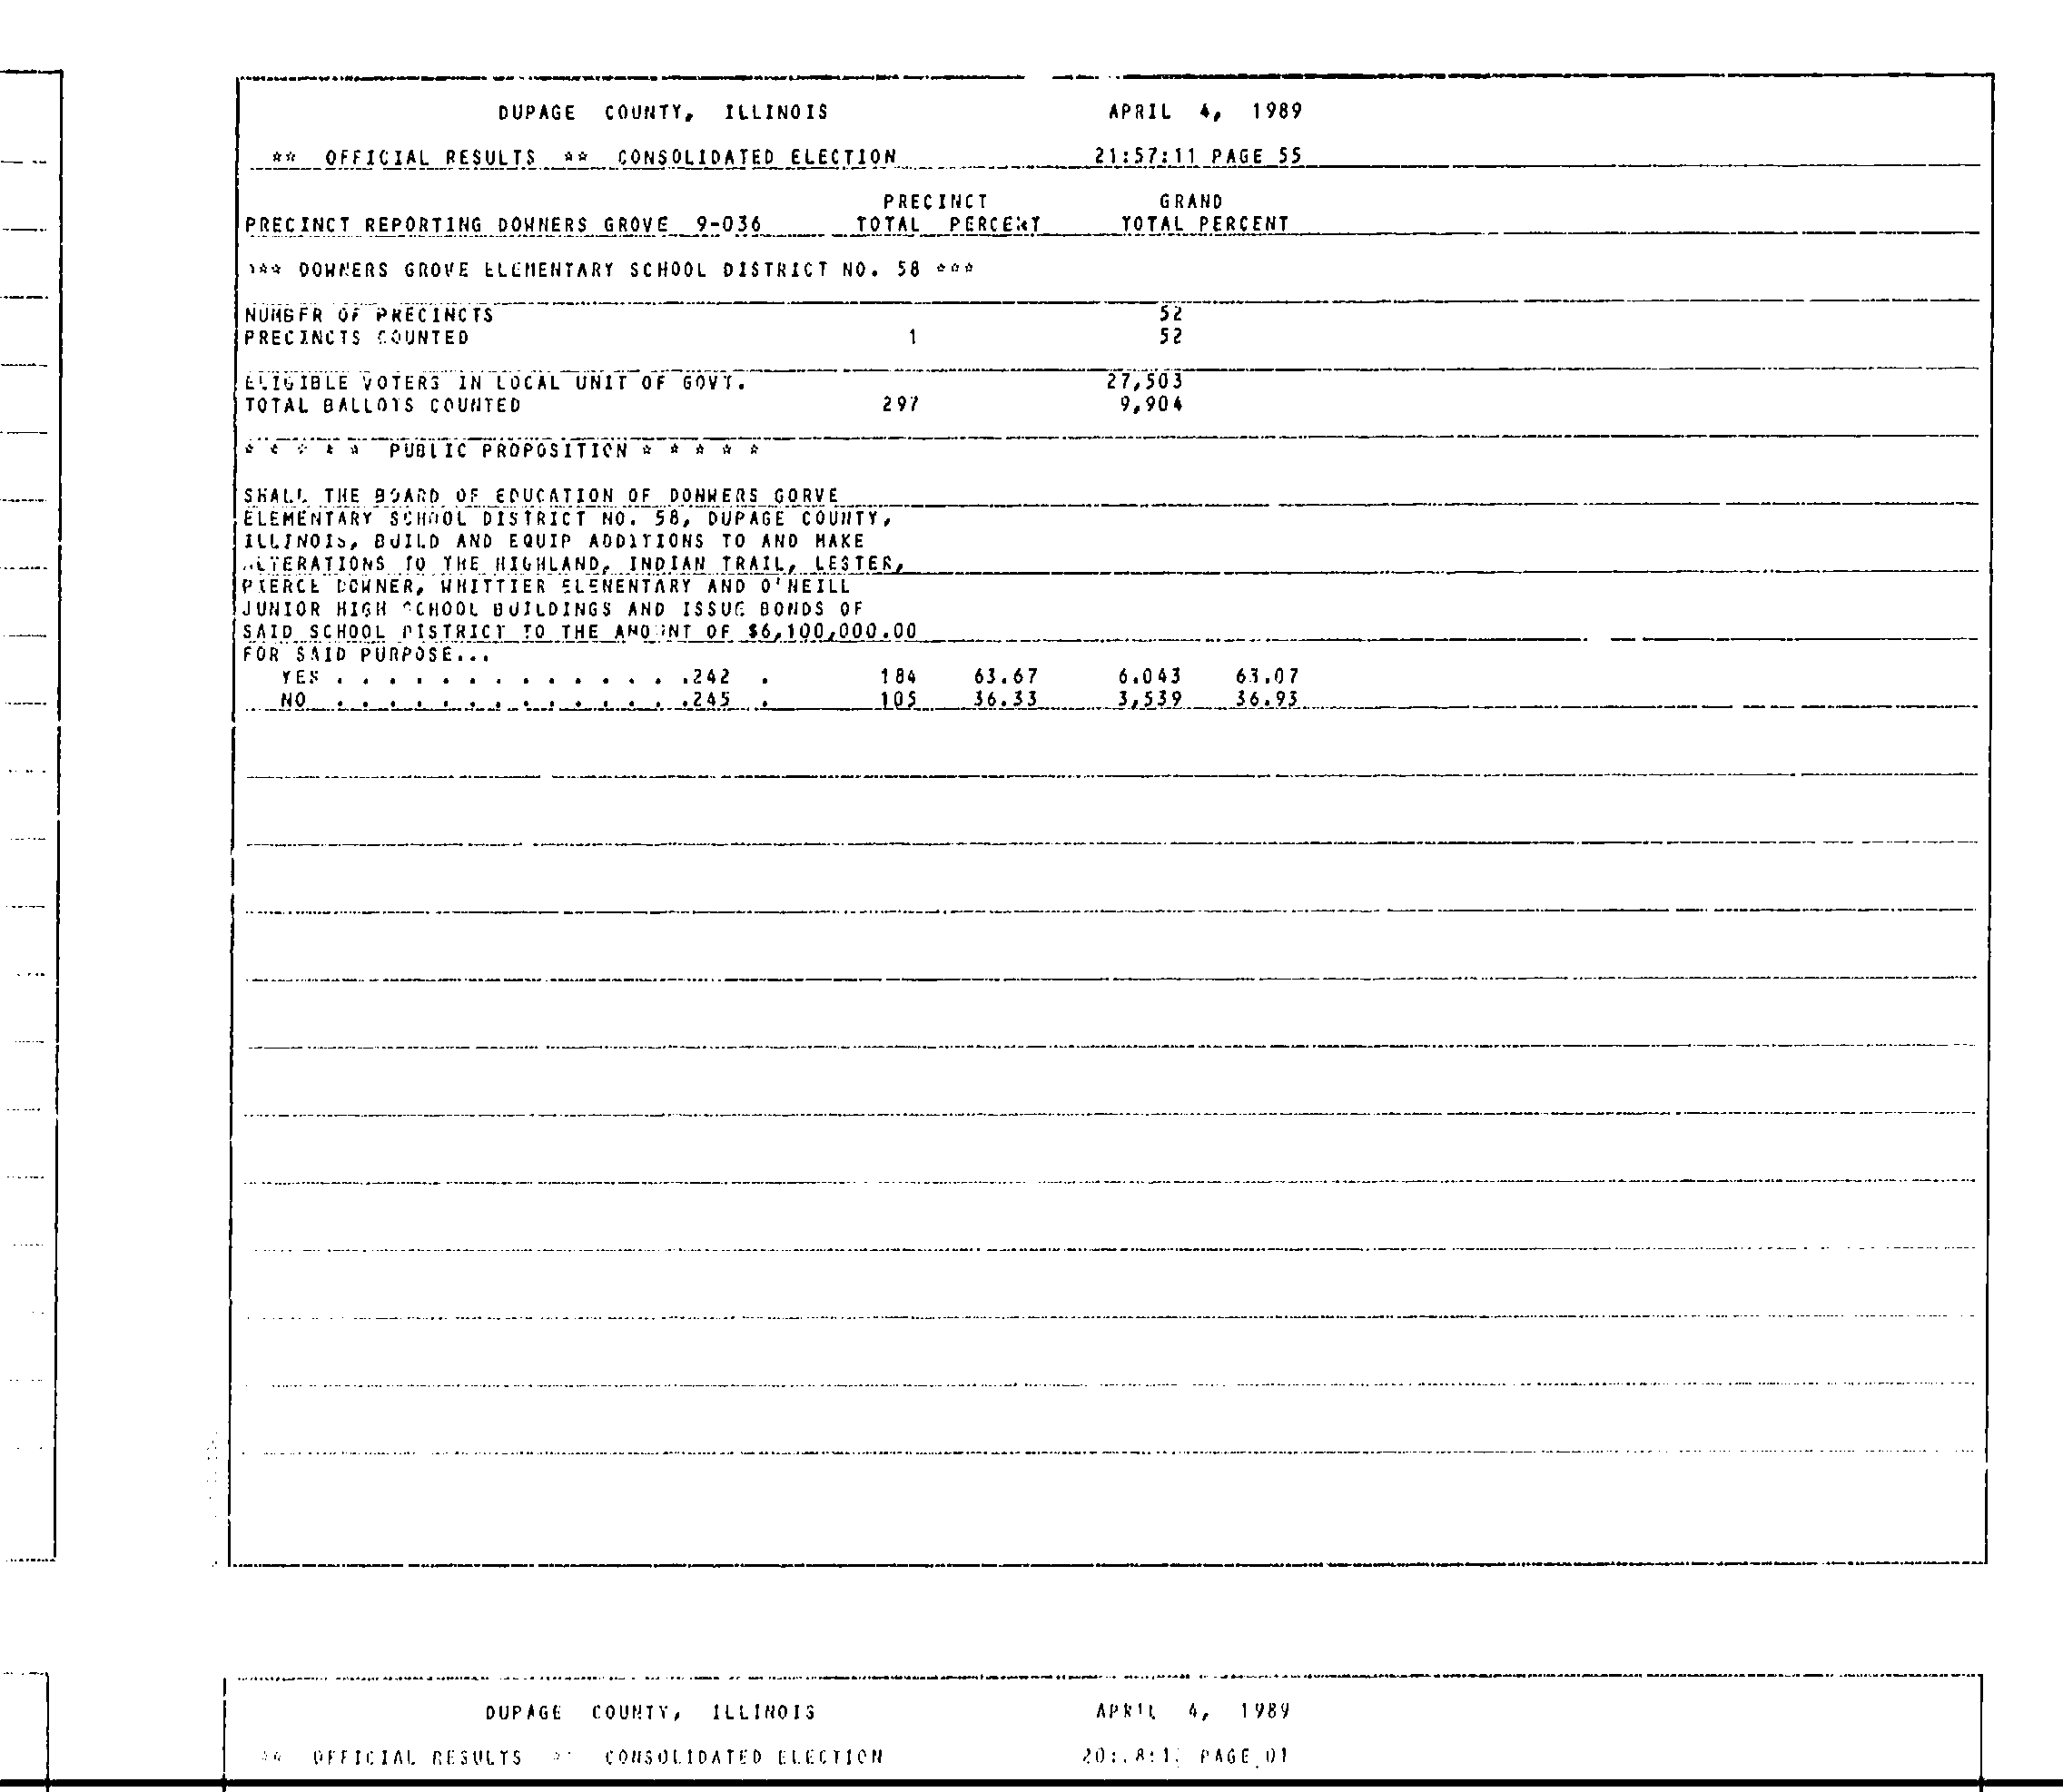 DUPAGE COUNTY, ILLINOIS APRIL 4, 1989
** OFFICIAL RESULTS ** CONSOLIDATED ELECTION 21:57:11 PAGE 55
PRECINCT GRAND
PRECINCT REPORTING DOWNERS GROVE 9-036 TOTAL PERCENT TOTAL PERCENT
*** DOWNERS GROVE ELEMENTARY SCHOOL DISTRICT NO. 58 ***
NUMBER OF PRECINCTS 52
PRECINCTS COUNTED 1 52
ELIGIBLE VOTERS IN LOCAL UNIT OF GOVT. 27,503
TOTAL BALLOTS COUNTED 297 9,904
* * * * * PUBLIC PROPOSITION * * * * *
SHALL THE BOARD OF EDUCATION OF DONWERS GORVE
ELEMENTARY SCHOOL DISTRICT NO. 58, DUPAGE COUNTY,
ILLINOIS, BUILD AND EQUIP ADDITIONS TO AND MAKE
ALTERATIONS TO THE HIGHLAND, INDIAN TRAIL, LESTER,
PIERCE DOWNER, WHITTIER ELEMENTARY AND O'NEILL
JUNIOR HIGH SCHOOL BUILDINGS AND ISSUE BONDS OF
SAID SCHOOL DISTRICT TO THE AMOUNT OF $6,100,000.00
FOR SAID PURPOSE...
YES . . . . . . . . . . . . . .242 . 184 63.67 6,043 63.07
NO . . . . . . . . . . . . . .245 . 105 36.33 3,539 36.93
DUPAGE COUNTY, ILLINOIS APRIL 4, 1989
** OFFICIAL RESULTS ** CONSOLIDATED ELECTION PAGE 01